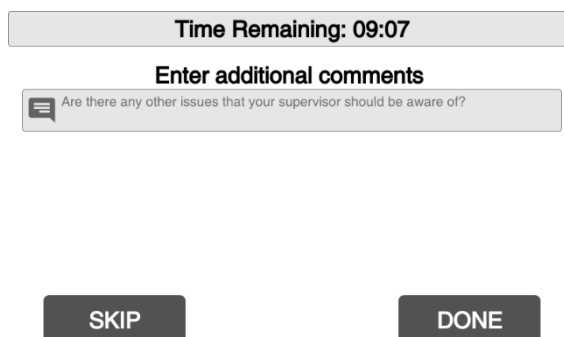 Time Remaining: 09:07
Enter additional comments
Are there any other issues that your supervisor should be aware of?
SKIP
DONE